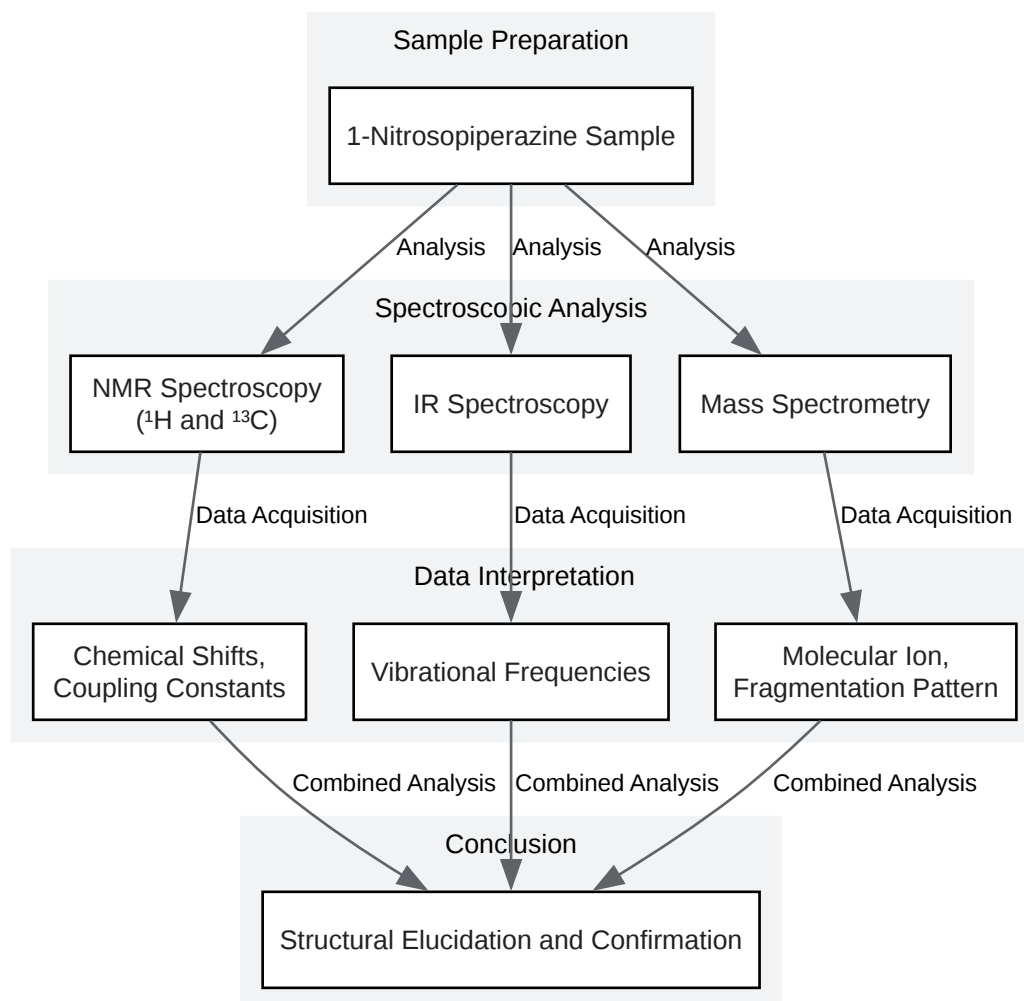 Sample Preparation
1-Nitrosopiperazine Sample
Analysis
Analysis
Analysis
Spectroscopic Analysis
NMR Spectroscopy
(¹H and ¹³C)
IR Spectroscopy
Mass Spectrometry
Data Acquisition
Data Acquisition
Data Acquisition
Data Interpretation
Chemical Shifts,
Coupling Constants
Vibrational Frequencies
Molecular Ion,
Fragmentation Pattern
Combined Analysis
Combined Analysis
Combined Analysis
Conclusion
Structural Elucidation and Confirmation